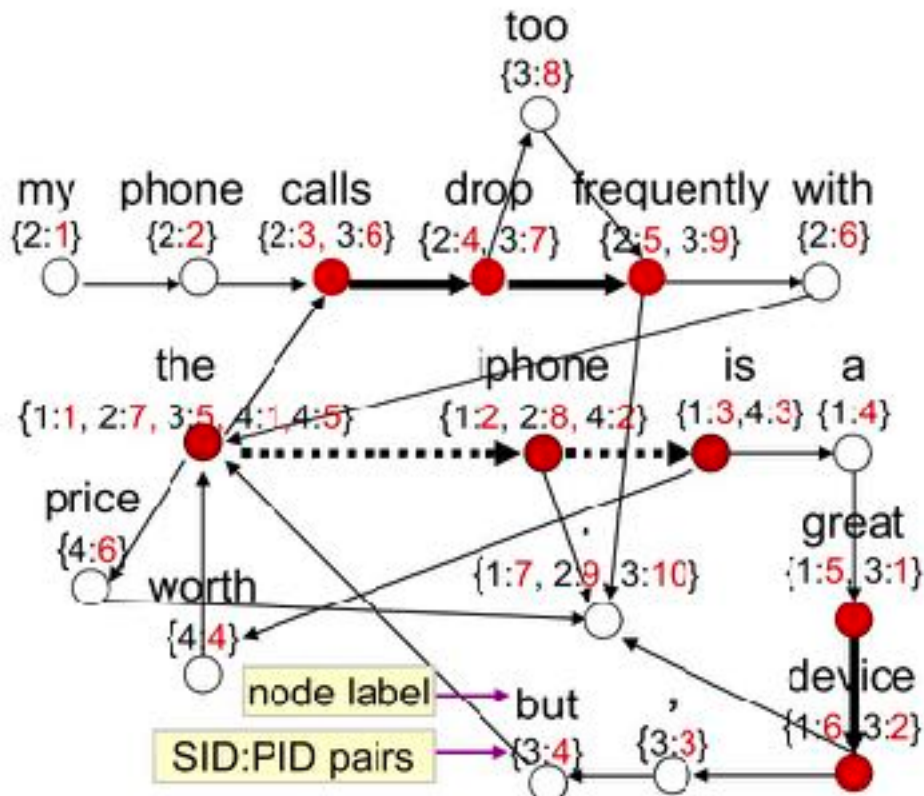 too
{3:8}
my phone calls drop frequently with
{2:1} {2:2} {2:3, 3:6} {2:4, 3:7} {2:5, 3:9} {2:6}
the iphone is a
{1:1, 2:7, 3:5, 4:1,4:5} {1:2, 2:8, 4:2} {1:3,4:3} {1:4}
price . great
{4:6} {1:7, 2:9, 3:10} {1:5, 3:1}
worth
{4:4}
node label but , device
SID:PID pairs {3:4} {3:3} {1:6, 3:2}